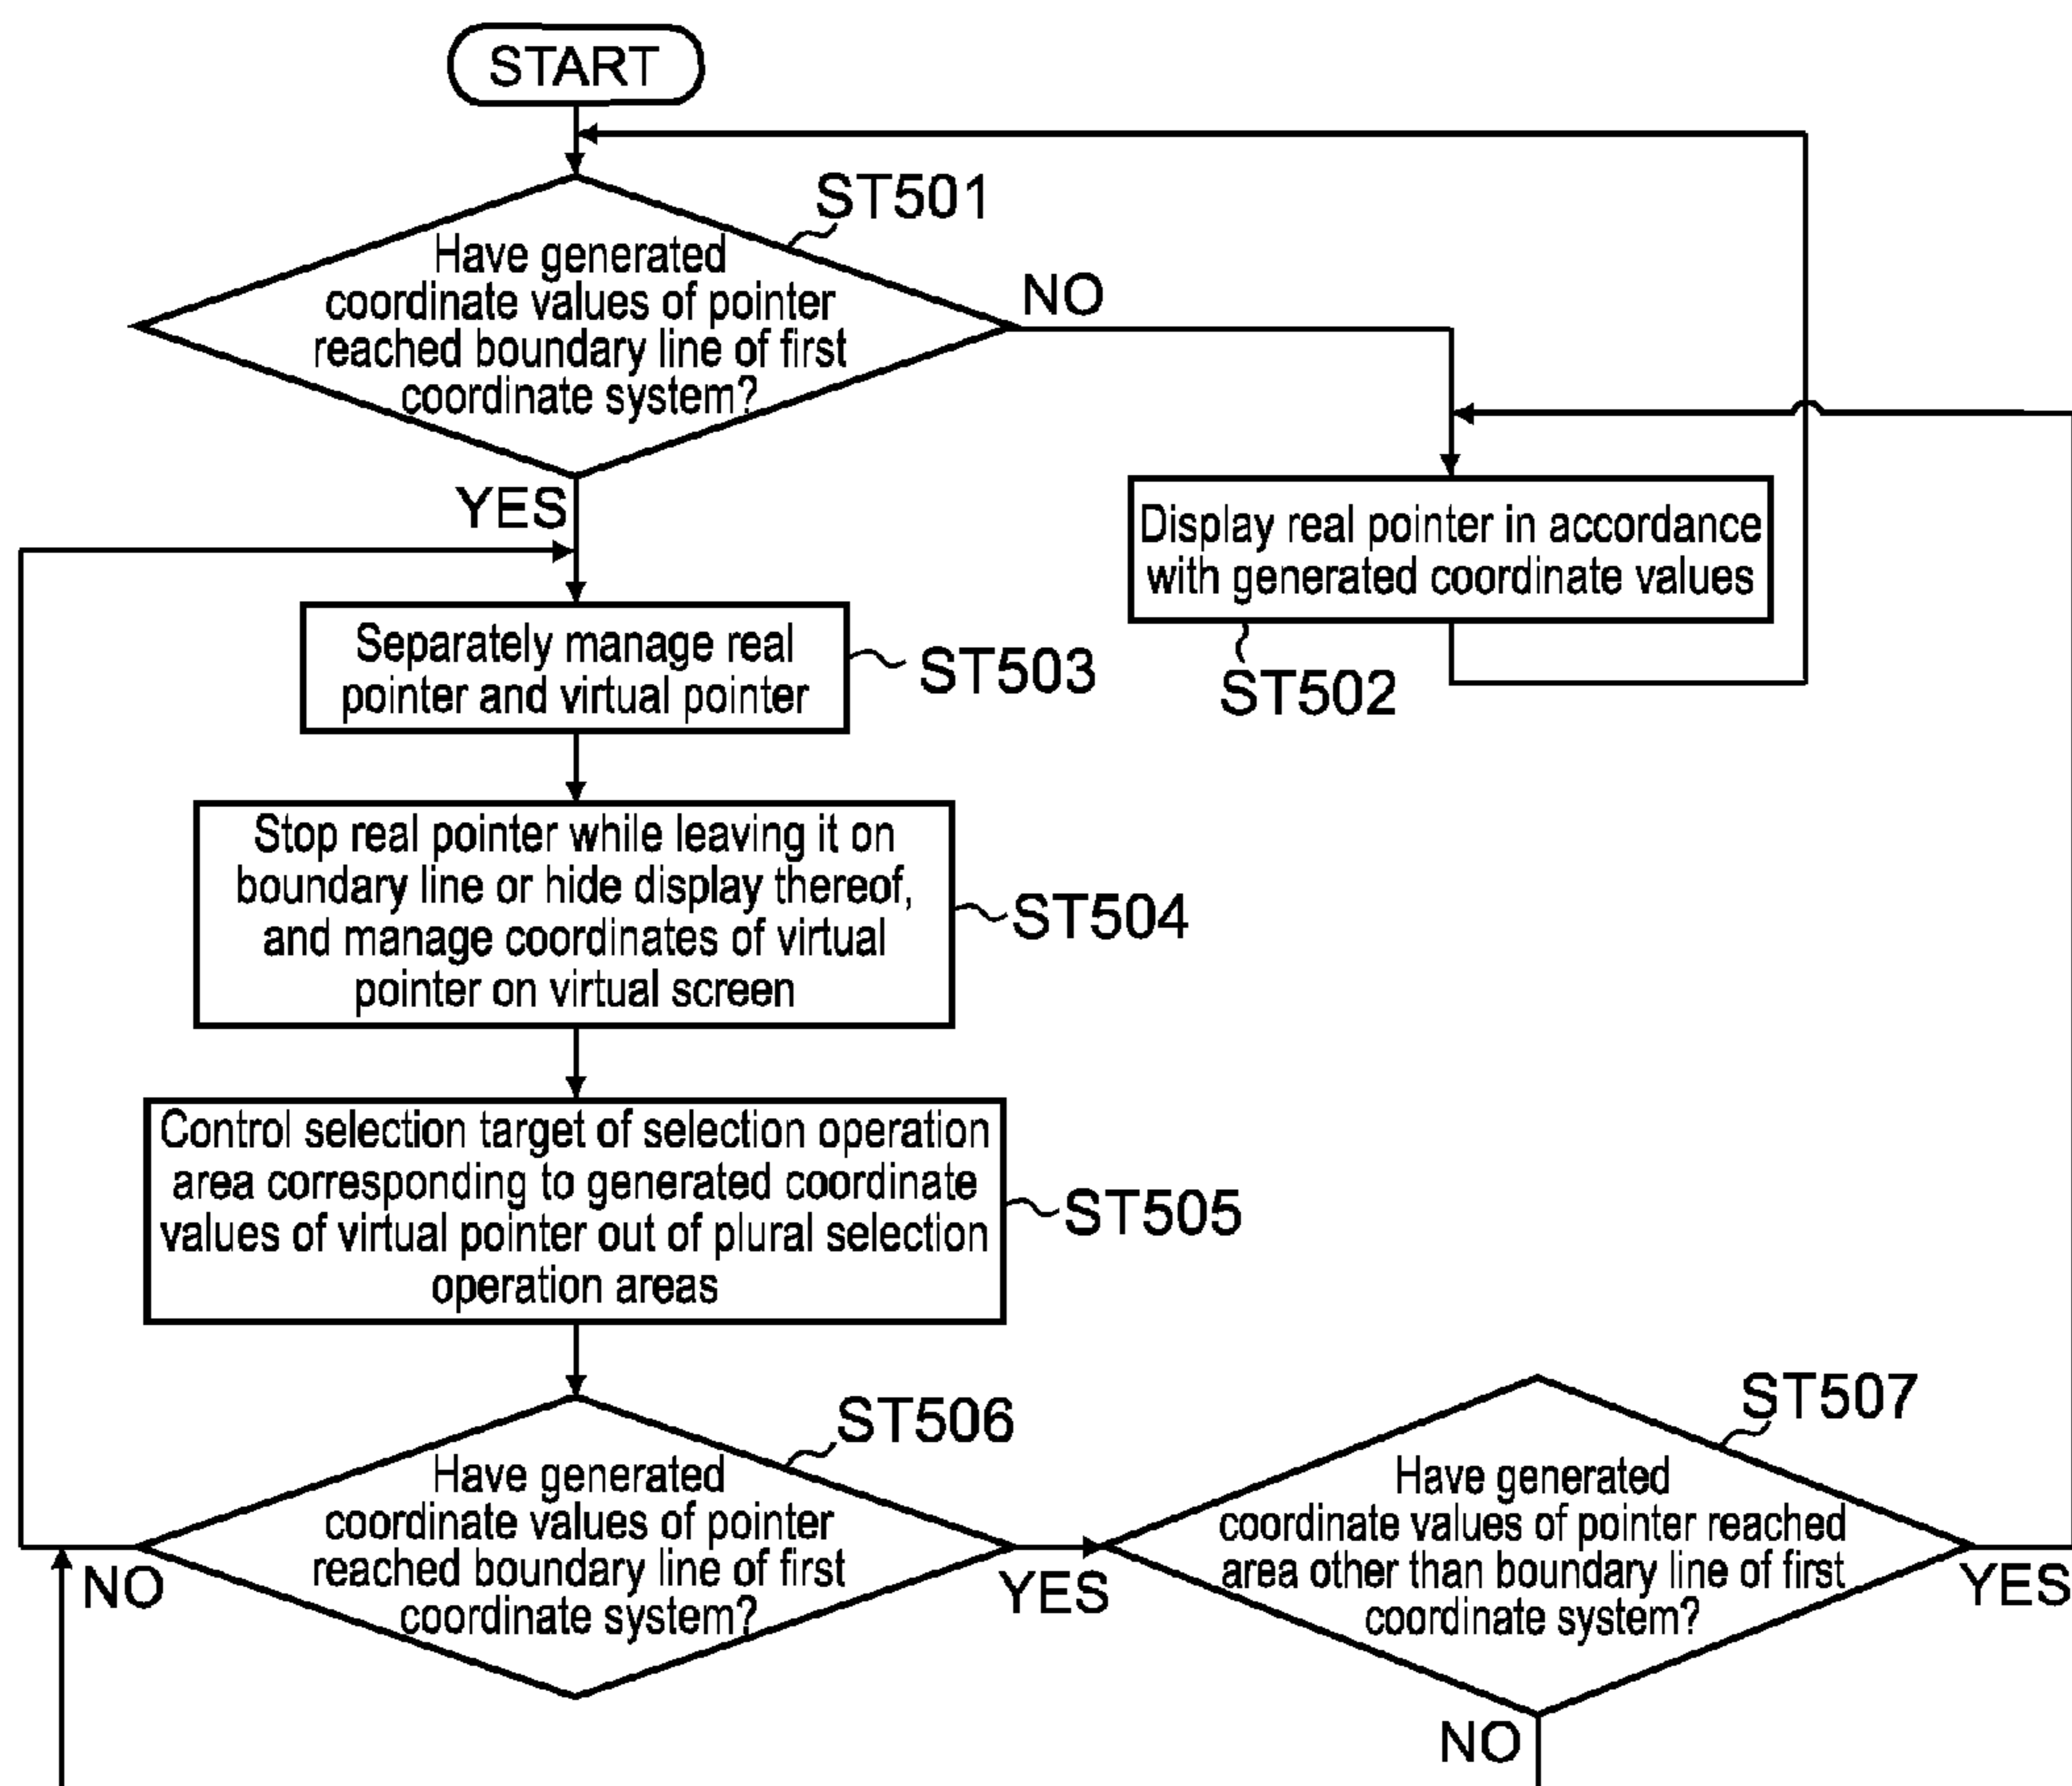 START
ST501
Have generated
coordinate values of pointer
reached boundary line of first
coordinate system?
NO
YES
Display real pointer in accordance
with generated coordinate values
ST502
Separately manage real
pointer and virtual pointer
ST503
Stop real pointer while leaving it on
boundary line or hide display thereof,
and manage coordinates of virtual
pointer on virtual screen
ST504
Control selection target of selection operation
area corresponding to generated coordinate
values of virtual pointer out of plural selection
operation areas
ST505
ST506
Have generated
coordinate values of pointer
reached boundary line of first
coordinate system?
NO
YES
ST507
Have generated
coordinate values of pointer reached
area other than boundary line of first
coordinate system?
YES
NO